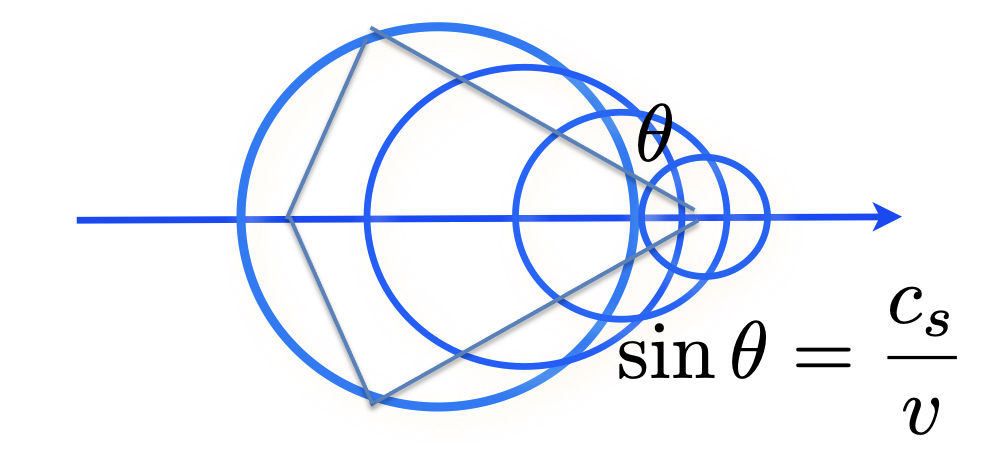 θ
sin θ = c_s / v